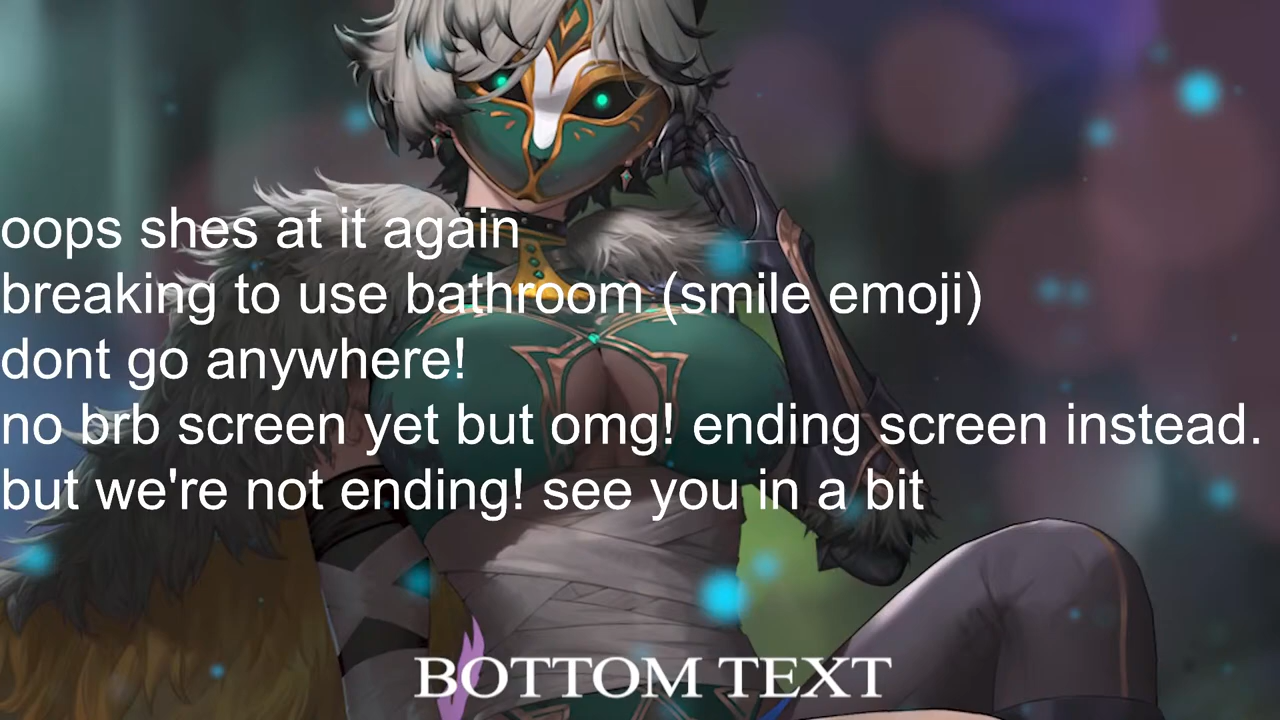 oops shes at it again
breaking to use bathroom (smile emoji)
dont go anywhere!
no brb screen yet but omg! ending screen instead.
but we're not ending! see you in a bit
BOTTOM TEXT